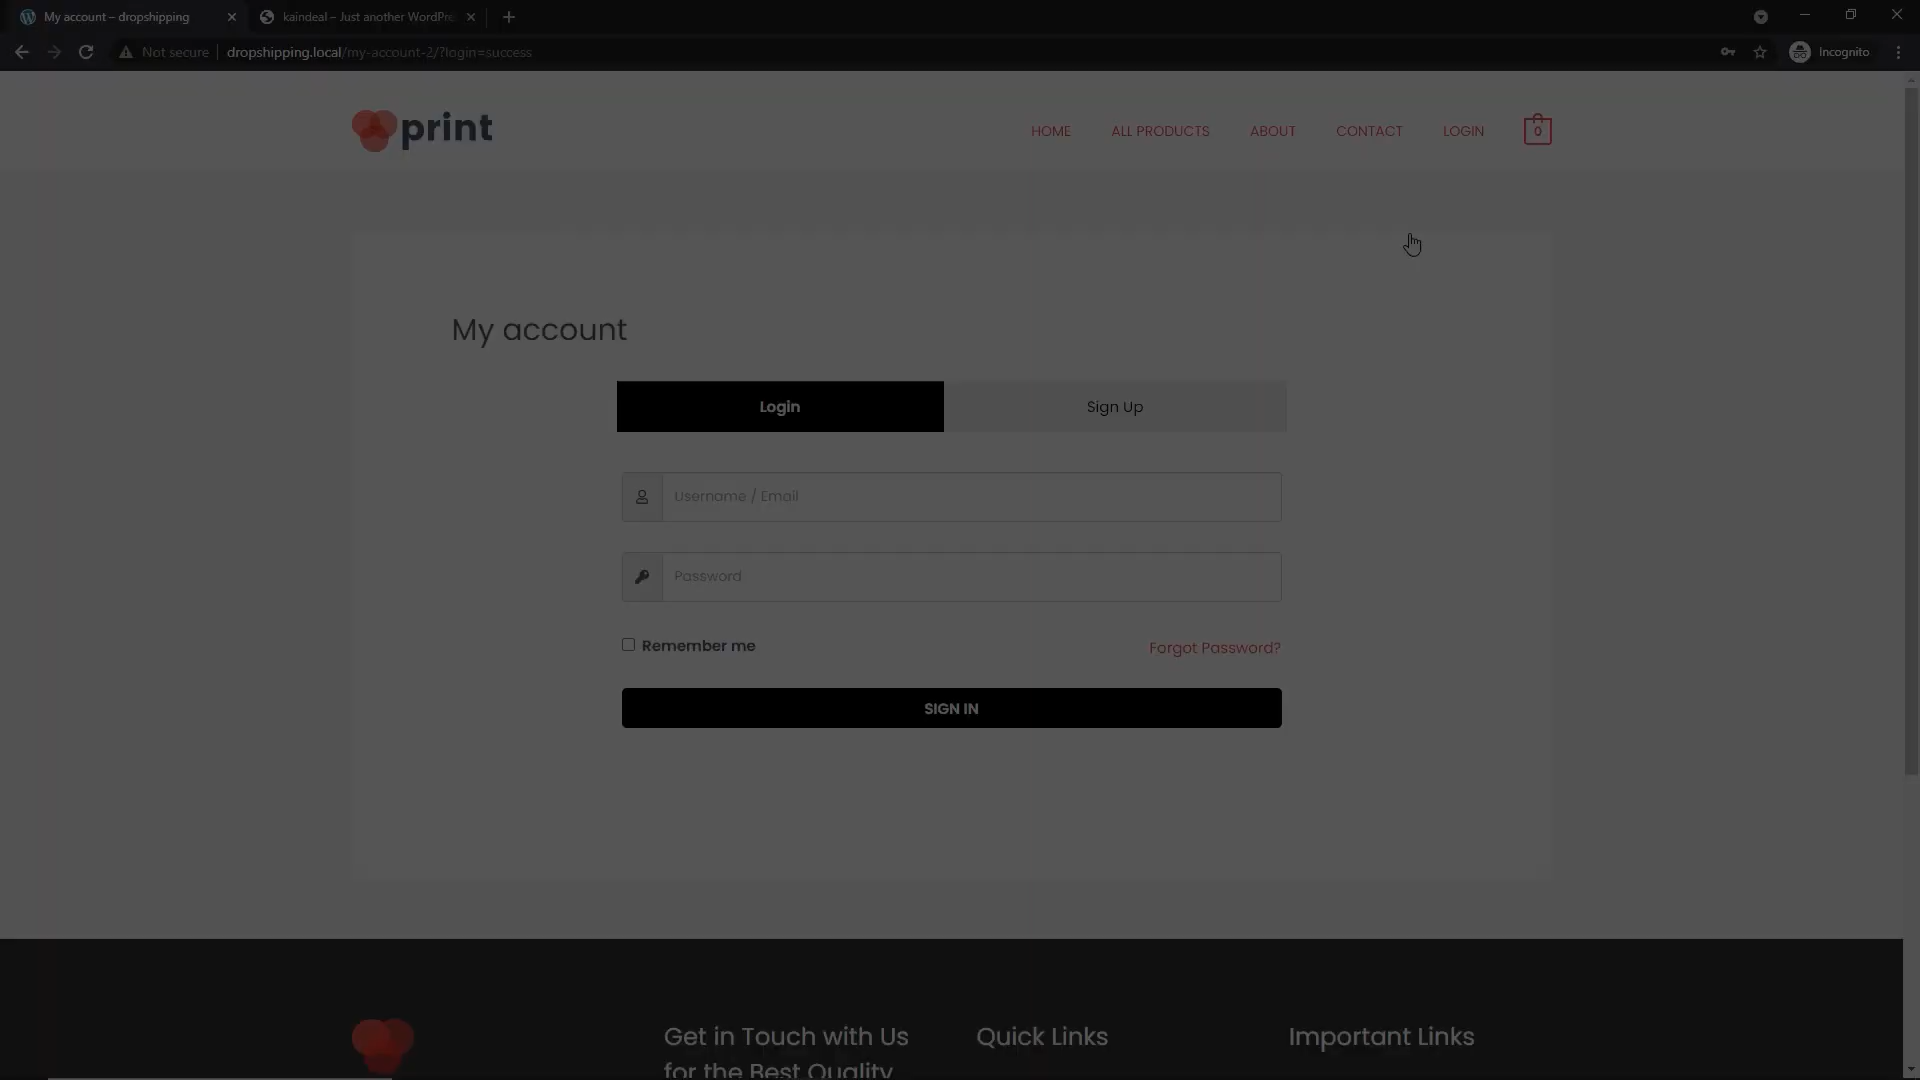 My account – dropshipping
kaindeal – Just another WordPre
Not secure
dropshipping.local/my-account-2/?login=success
Incognito
print
HOME
ALL PRODUCTS
ABOUT
CONTACT
LOGIN
0
My account
Login
Sign Up
Username / Email
Password
Remember me
Forgot Password?
SIGN IN
Get in Touch with Us
for the Best Quality
Quick Links
Important Links